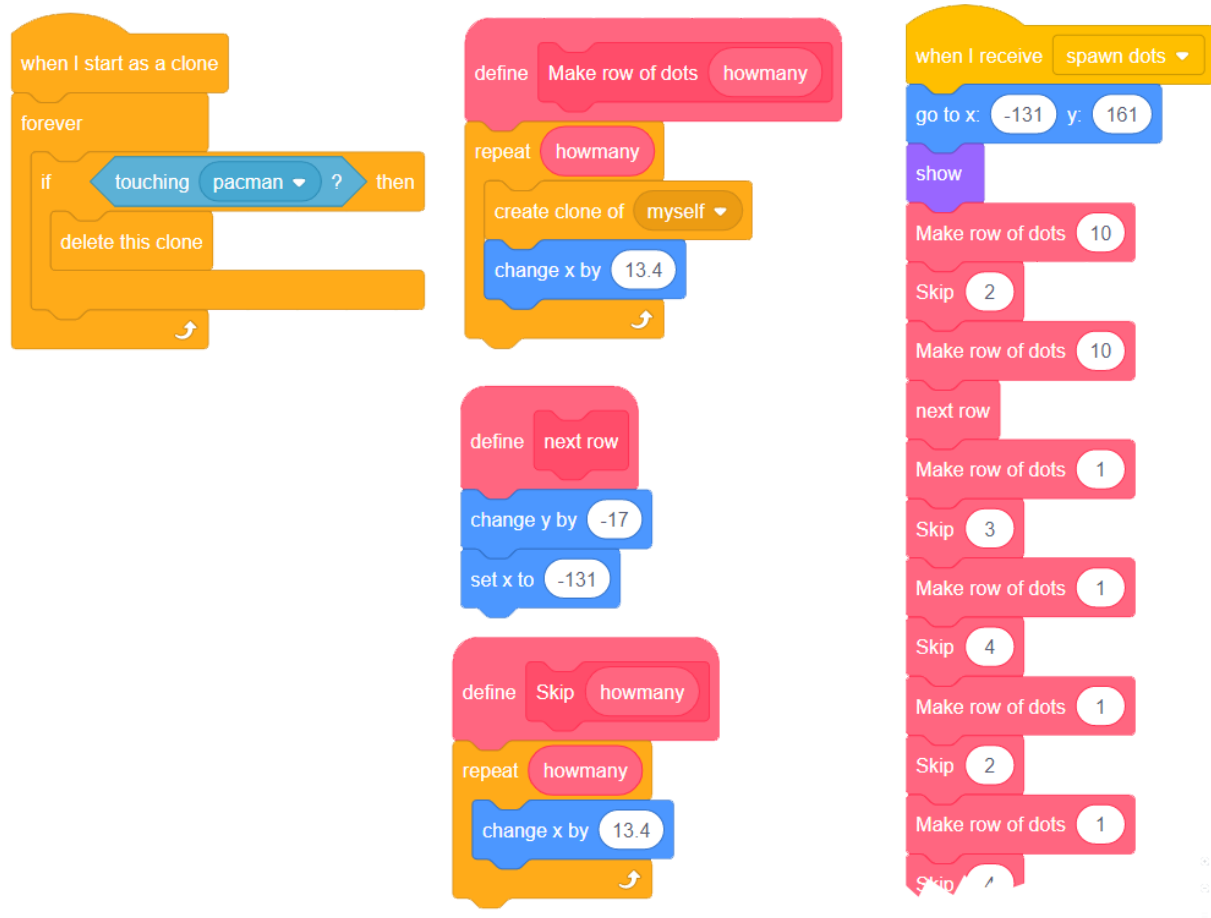 when I start as a clone
forever
if touching pacman ? then
delete this clone
define Make row of dots howmany
repeat howmany
create clone of myself
change x by 13.4
define next row
change y by -17
set x to -131
define Skip howmany
repeat howmany
change x by 13.4
when I receive spawn dots
go to x: -131 y: 161
show
Make row of dots 10
Skip 2
Make row of dots 10
next row
Make row of dots 1
Skip 3
Make row of dots 1
Skip 4
Make row of dots 1
Skip 2
Make row of dots 1
Skip 4